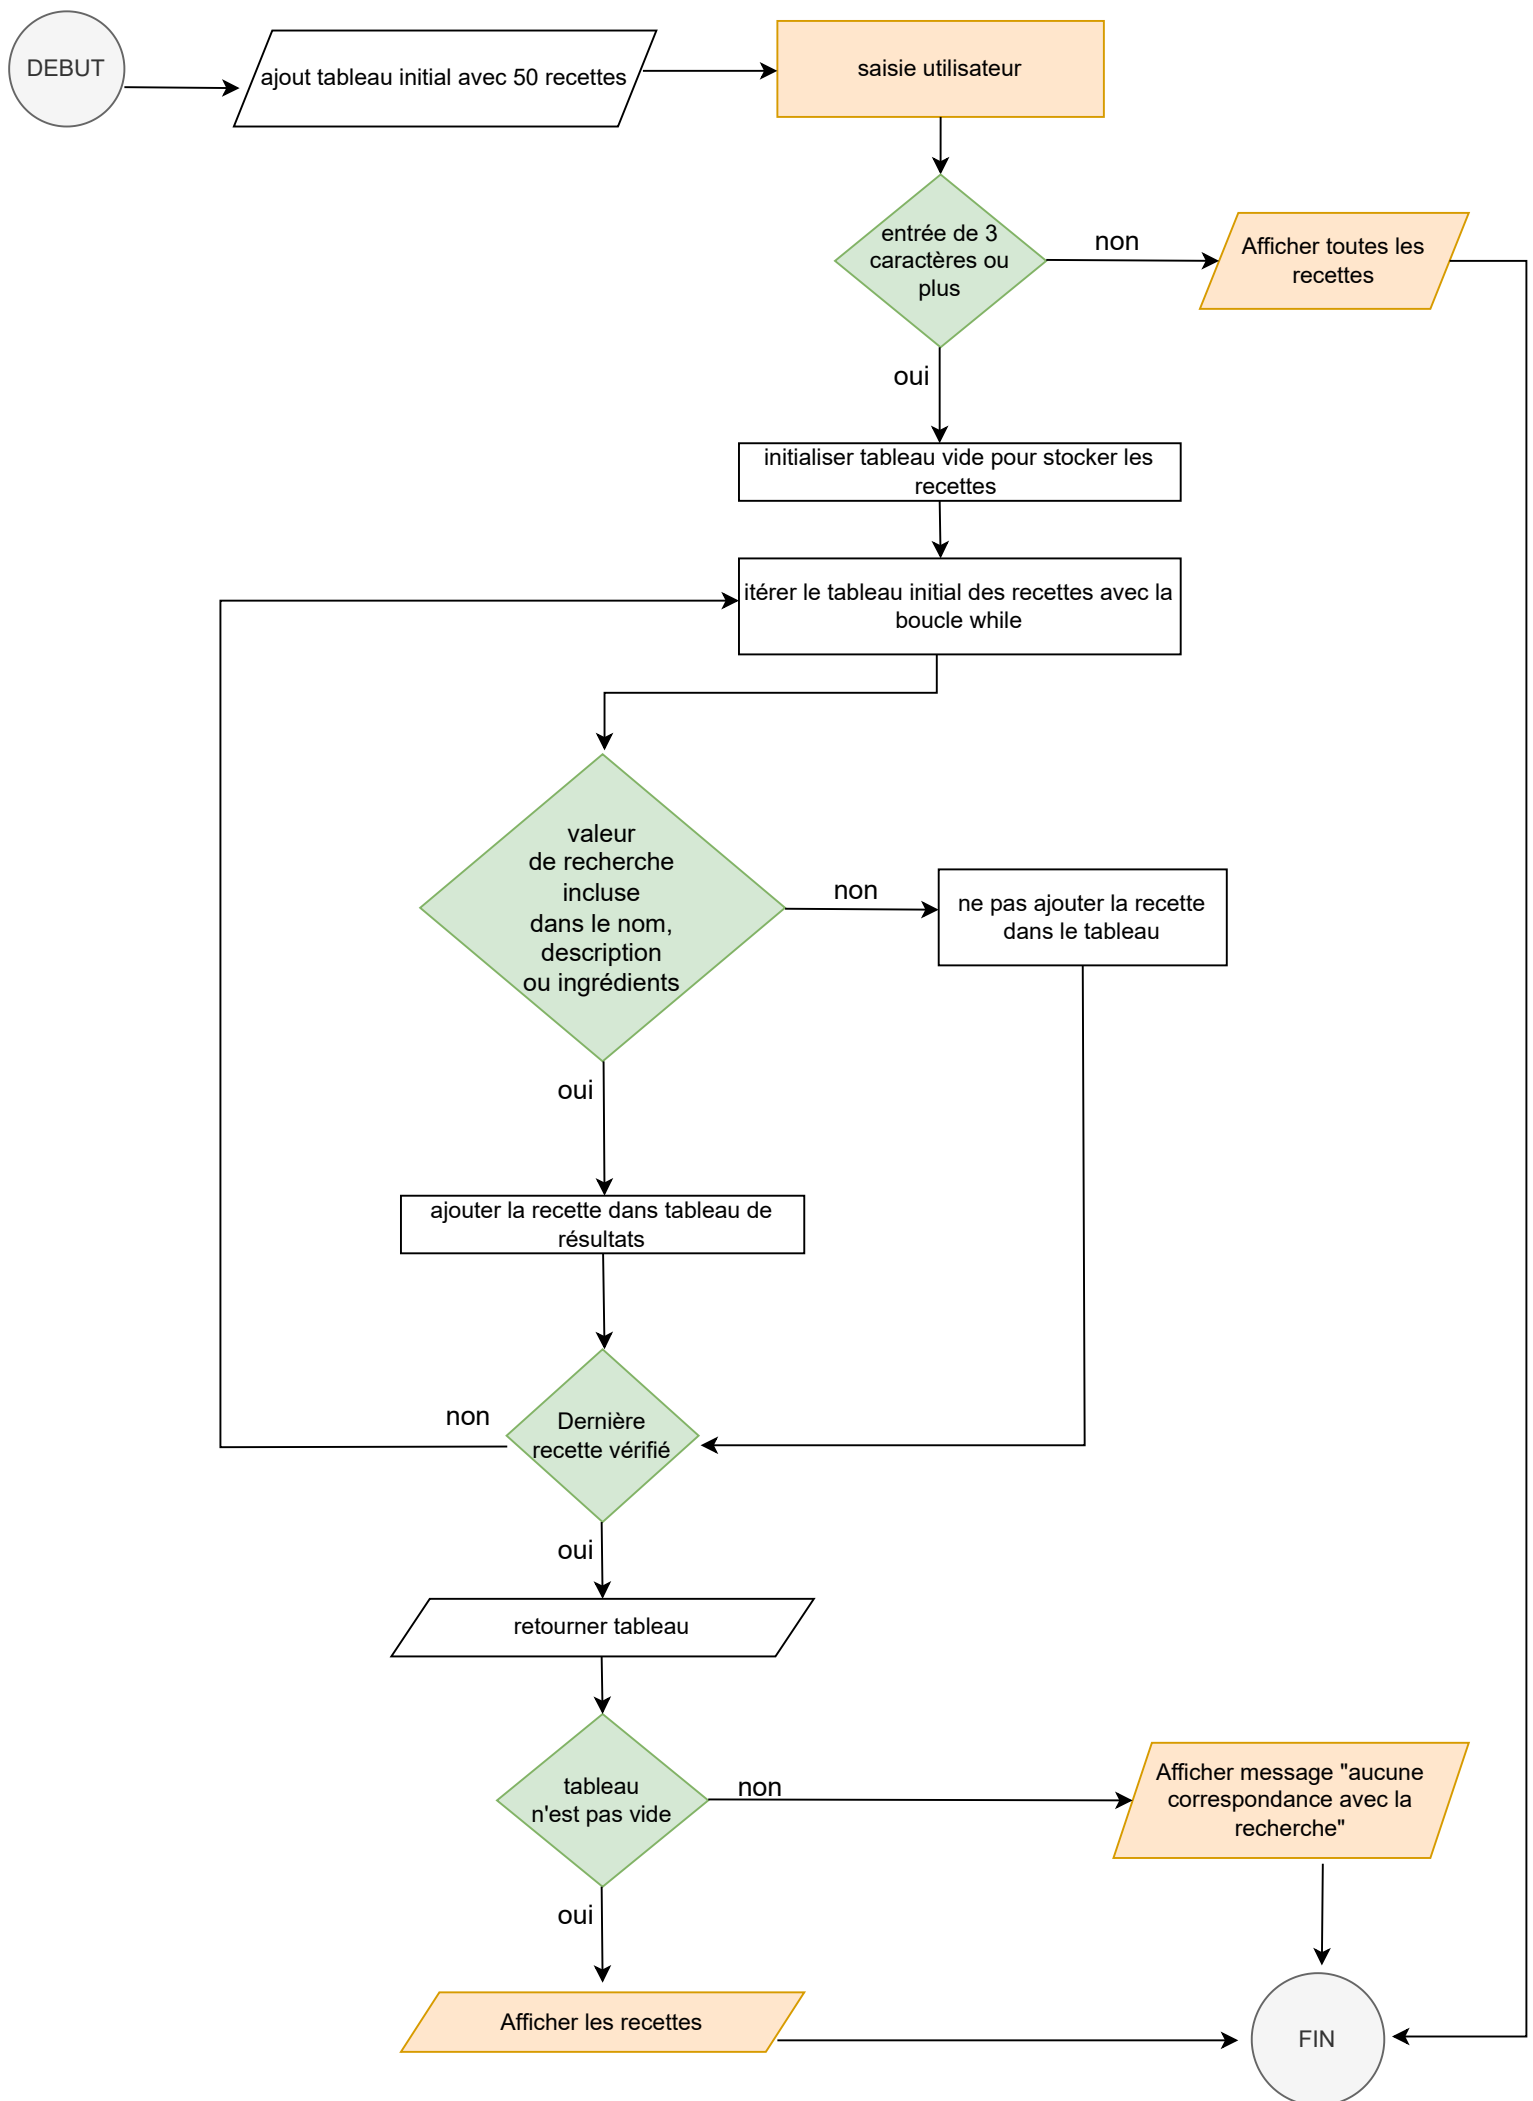 DEBUT
ajout tableau initial avec 50 recettes
saisie utilisateur
entrée de 3
caractères ou
plus
non
Afficher toutes les
recettes
oui
initialiser tableau vide pour stocker les
recettes
itérer le tableau initial des recettes avec la
boucle while
valeur
de recherche
incluse
dans le nom,
description
ou ingrédients
non
ne pas ajouter la recette
dans le tableau
oui
ajouter la recette dans tableau de
résultats
non
Dernière
recette vérifié
oui
retourner tableau
tableau
n'est pas vide
non
Afficher message "aucune
correspondance avec la
recherche"
oui
Afficher les recettes
FIN